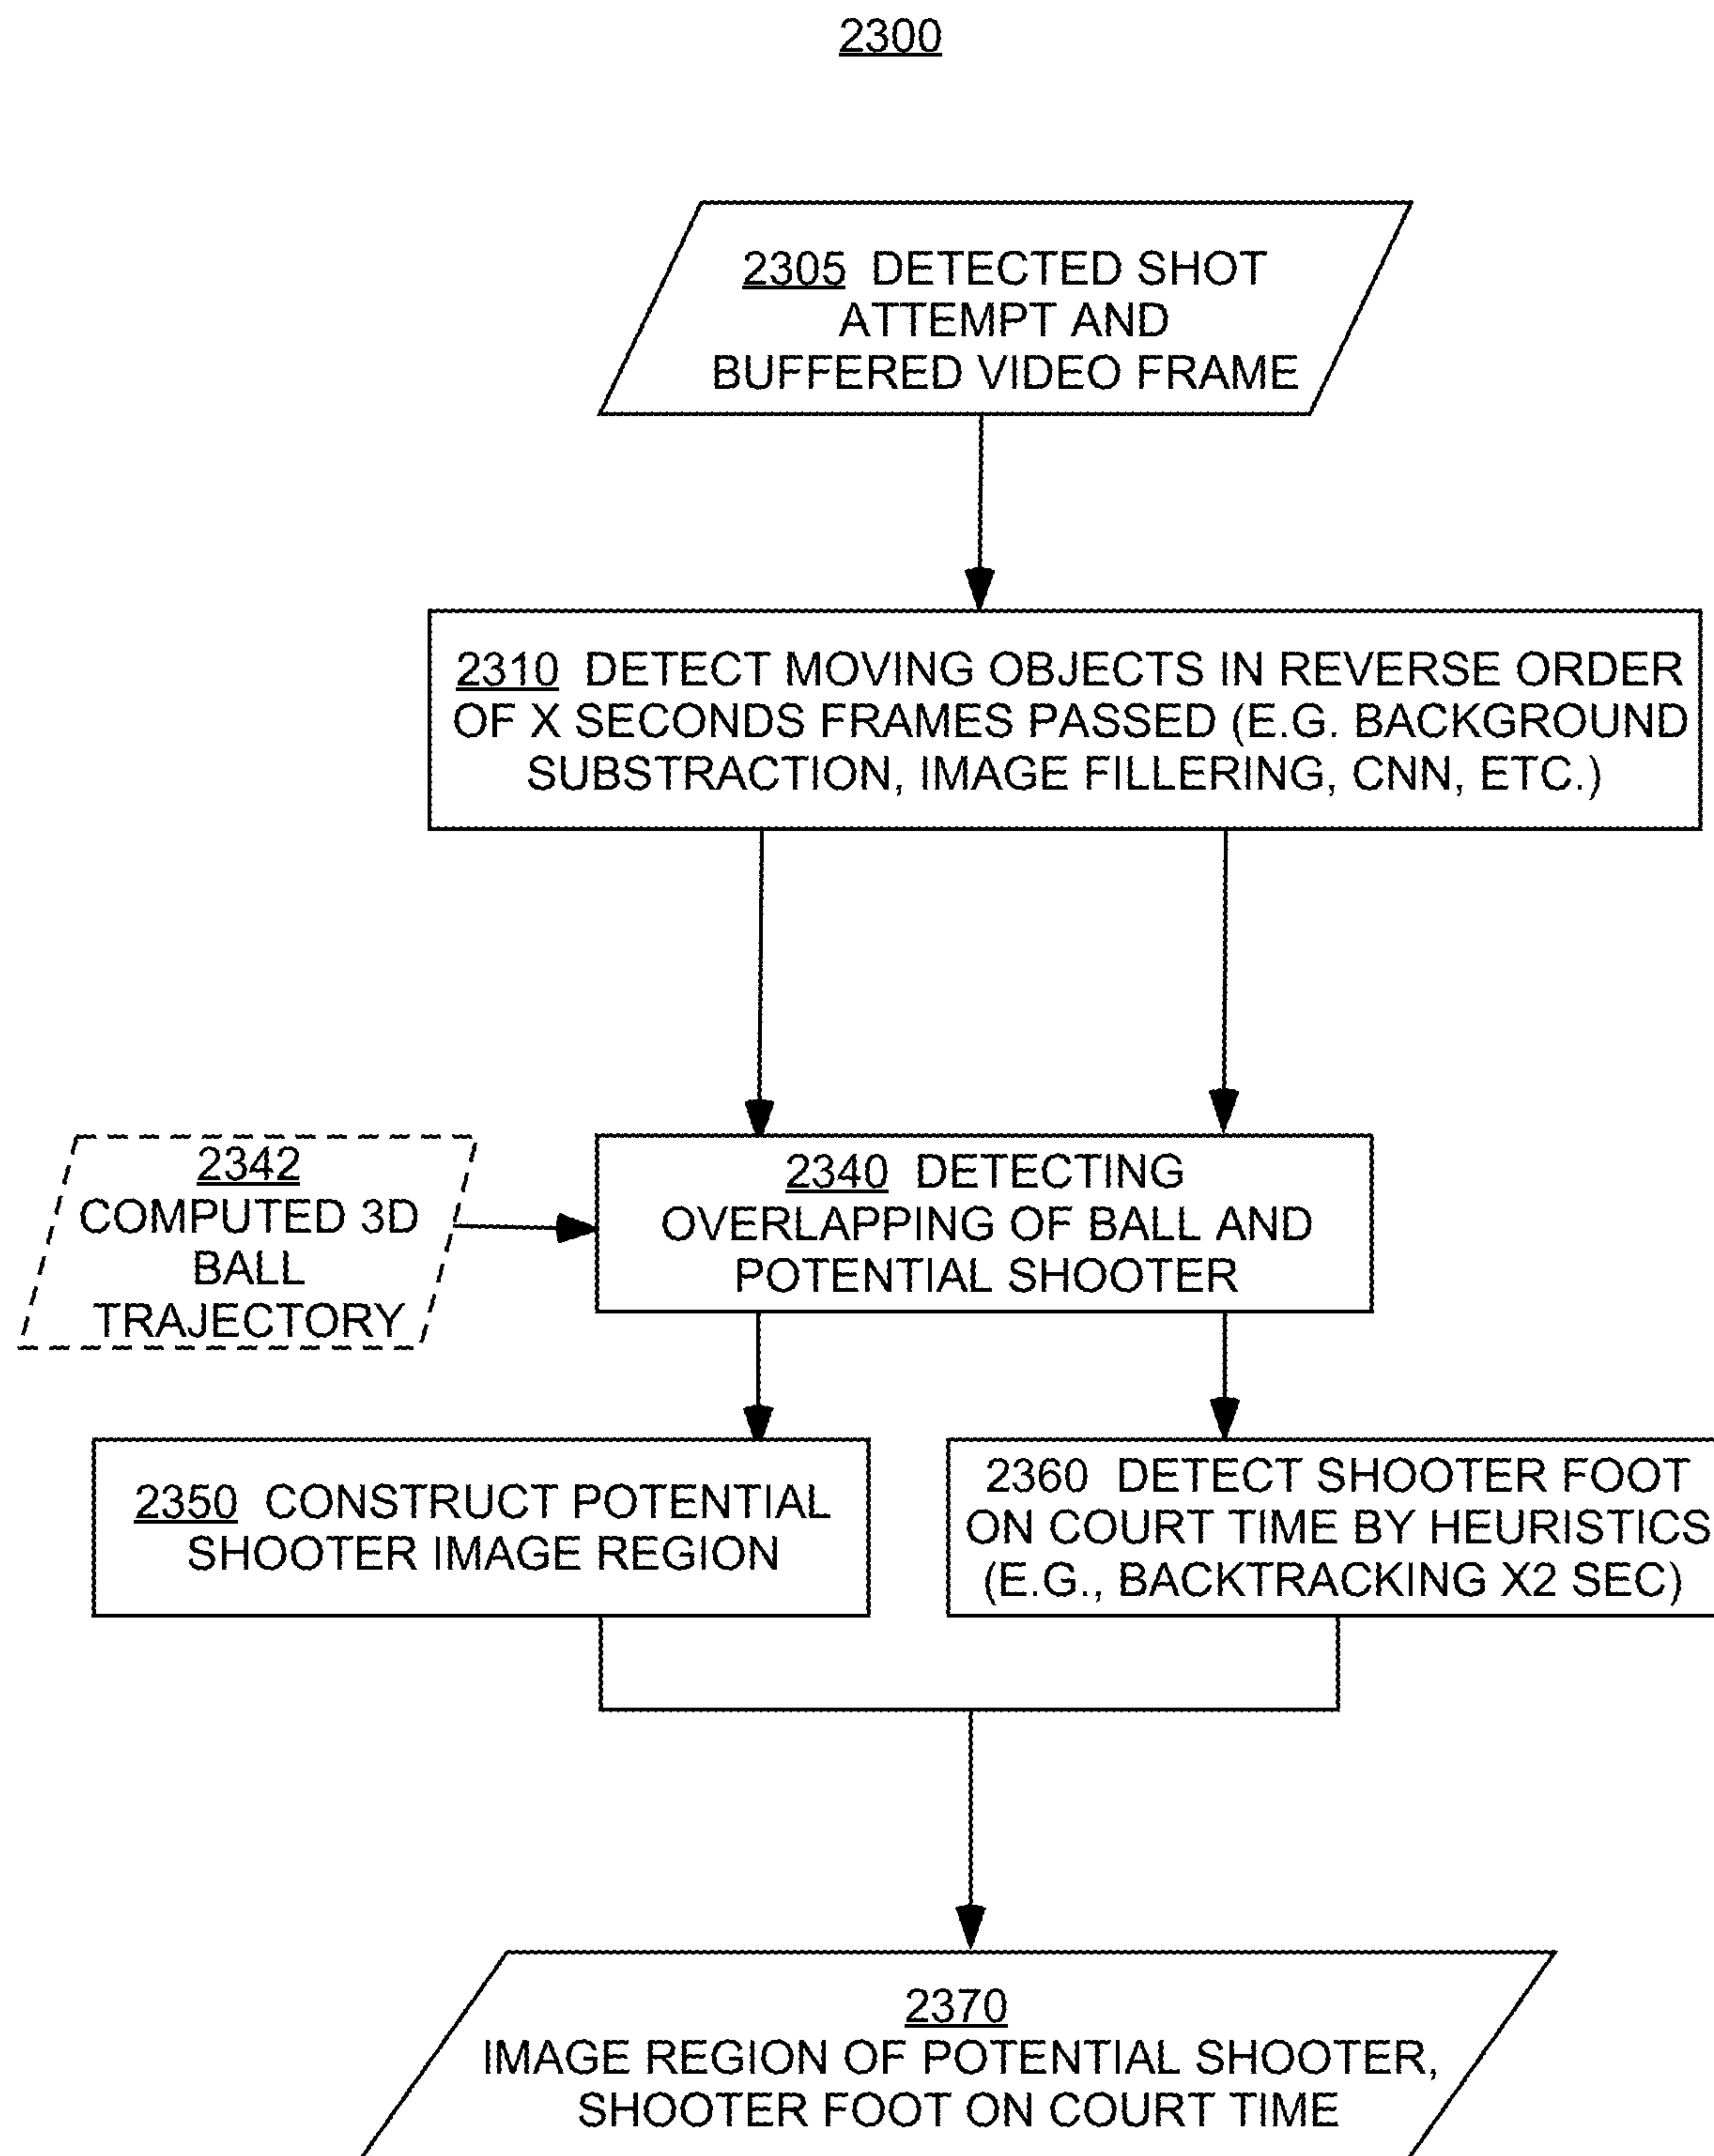 2300
2305 DETECTED SHOT
ATTEMPT AND
BUFFERED VIDEO FRAME
2310 DETECT MOVING OBJECTS IN REVERSE ORDER
OF X SECONDS FRAMES PASSED (E.G. BACKGROUND
SUBSTRACTION, IMAGE FILLERING, CNN, ETC.)
2342
COMPUTED 3D
BALL
TRAJECTORY
2340 DETECTING
OVERLAPPING OF BALL AND
POTENTIAL SHOOTER
2350 CONSTRUCT POTENTIAL
SHOOTER IMAGE REGION
2360 DETECT SHOOTER FOOT
ON COURT TIME BY HEURISTICS
(E.G., BACKTRACKING X2 SEC)
2370
IMAGE REGION OF POTENTIAL SHOOTER,
SHOOTER FOOT ON COURT TIME